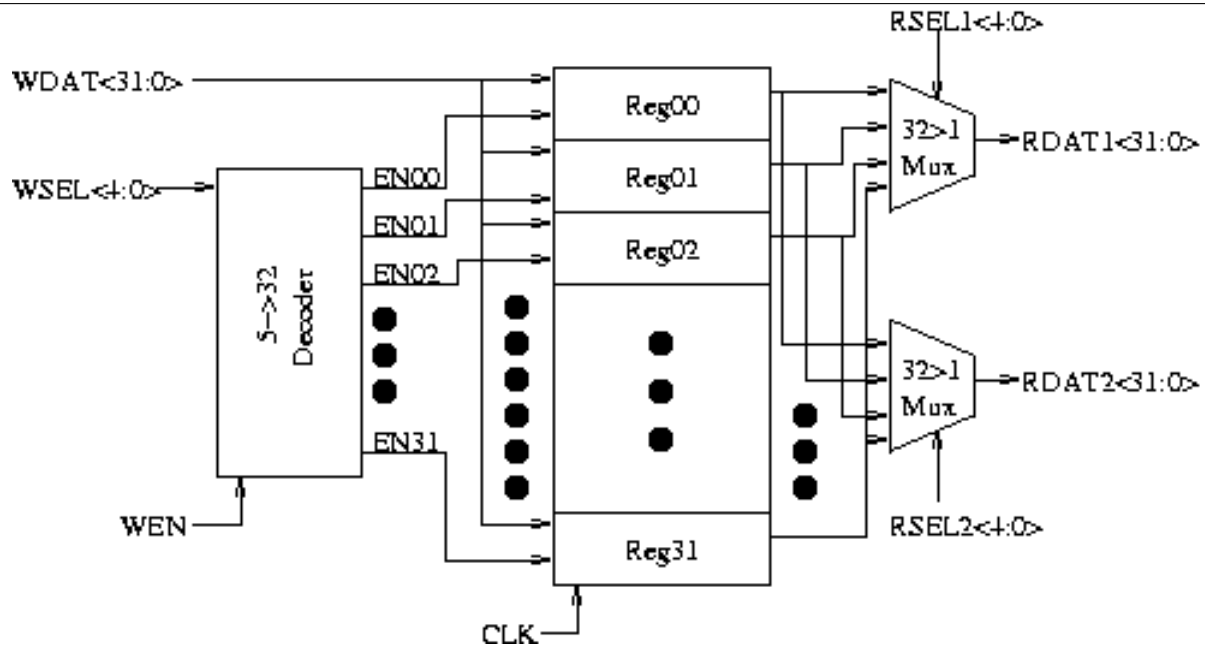 RSEL1<4:0>
WDAT<31:0>
Reg00
32>1
Mux
RDAT1<31:0>
WSEL<4:0>
EN00
Reg01
EN01
Reg02
EN02
5->32
Decoder
32>1
Mux
RDAT2<31:0>
EN31
WEN
Reg31
RSEL2<4:0>
CLK